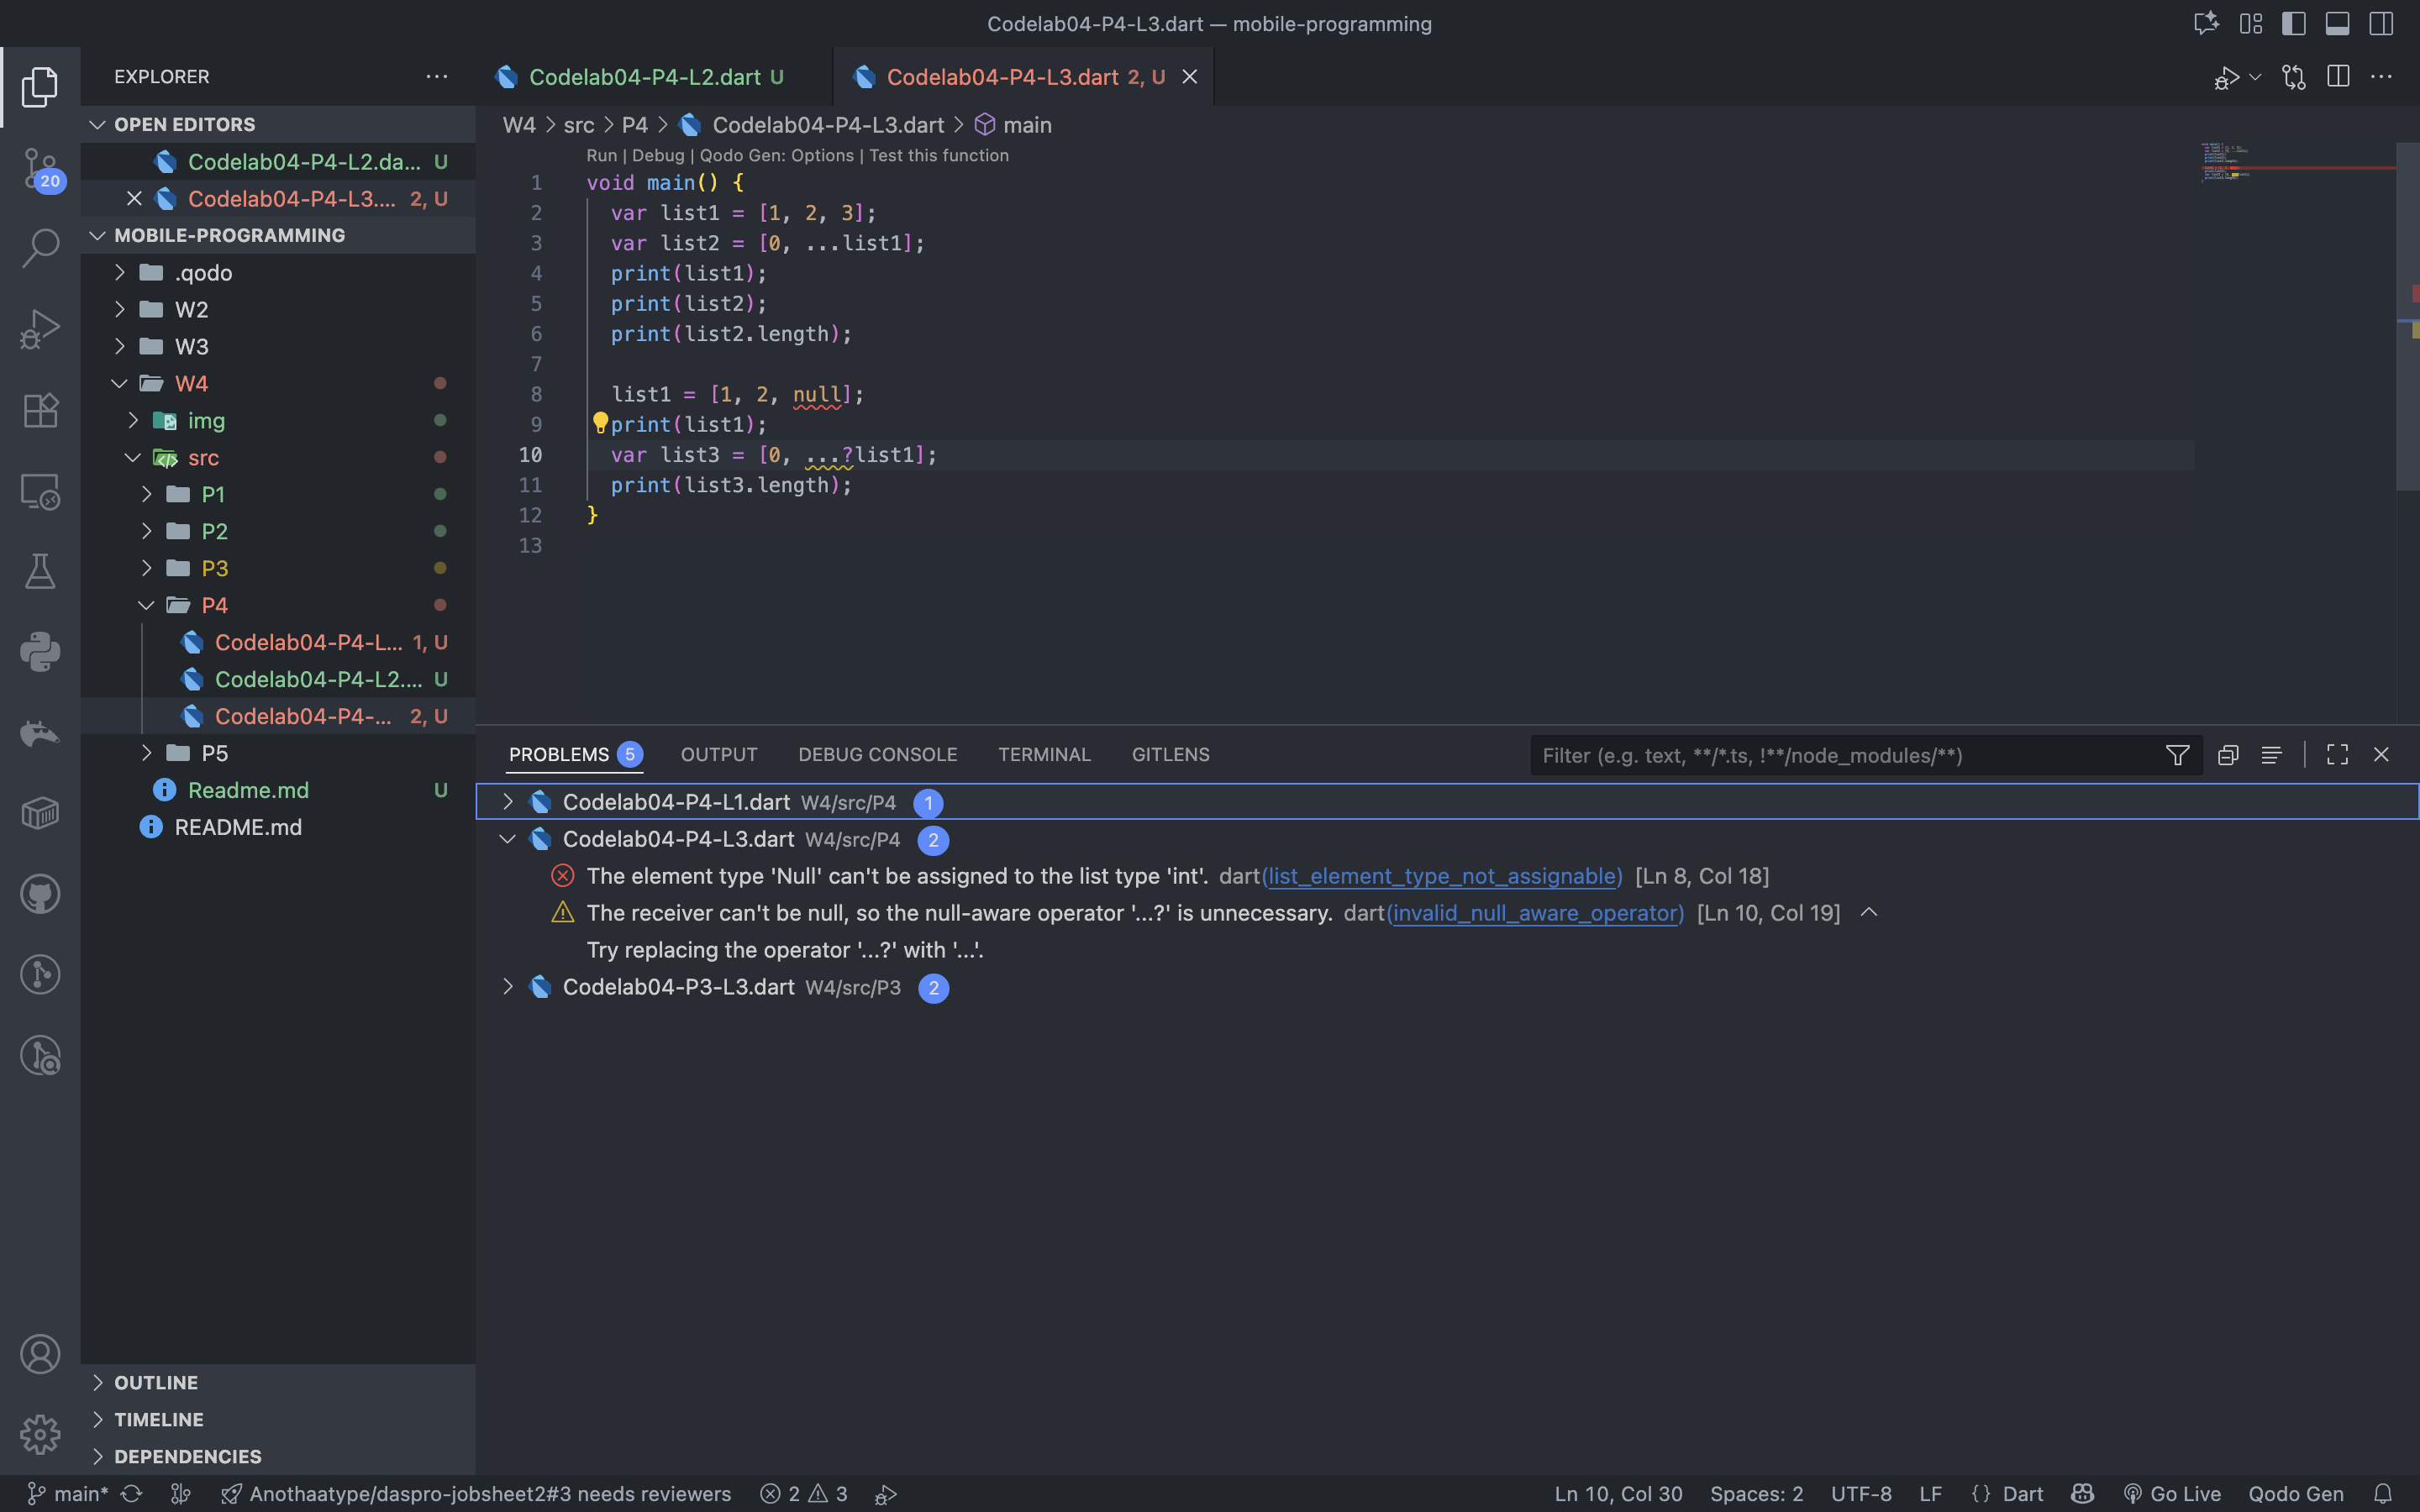 Codelab04-P4-L3.dart — mobile-programming
EXPLORER
OPEN EDITORS
Codelab04-P4-L2.da... U
Codelab04-P4-L3.... 2, U
MOBILE-PROGRAMMING
.qodo
W2
W3
W4
img
src
P1
P2
P3
P4
Codelab04-P4-L... 1, U
Codelab04-P4-L2.... U
Codelab04-P4-... 2, U
P5
Readme.md U
README.md
OUTLINE
TIMELINE
DEPENDENCIES
20
Codelab04-P4-L2.dart U
Codelab04-P4-L3.dart 2, U
W4 > src > P4 > Codelab04-P4-L3.dart > main
Run | Debug | Qodo Gen: Options | Test this function
1 void main() {
2 var list1 = [1, 2, 3];
3 var list2 = [0, ...list1];
4 print(list1);
5 print(list2);
6 print(list2.length);
7
8 list1 = [1, 2, null];
9 print(list1);
10 var list3 = [0, ...?list1];
11 print(list3.length);
12 }
13
PROBLEMS 5 OUTPUT DEBUG CONSOLE TERMINAL GITLENS
Filter (e.g. text, **/*.ts, !**/node_modules/**)
Codelab04-P4-L1.dart W4/src/P4 1
Codelab04-P4-L3.dart W4/src/P4 2
The element type 'Null' can't be assigned to the list type 'int'. dart(list_element_type_not_assignable) [Ln 8, Col 18]
The receiver can't be null, so the null-aware operator '...?' is unnecessary. dart(invalid_null_aware_operator) [Ln 10, Col 19]
Try replacing the operator '...?' with '...'.
Codelab04-P3-L3.dart W4/src/P3 2
main* Anothaatype/daspro-jobsheet2#3 needs reviewers 2 3 Ln 10, Col 30 Spaces: 2 UTF-8 LF {} Dart Go Live Qodo Gen